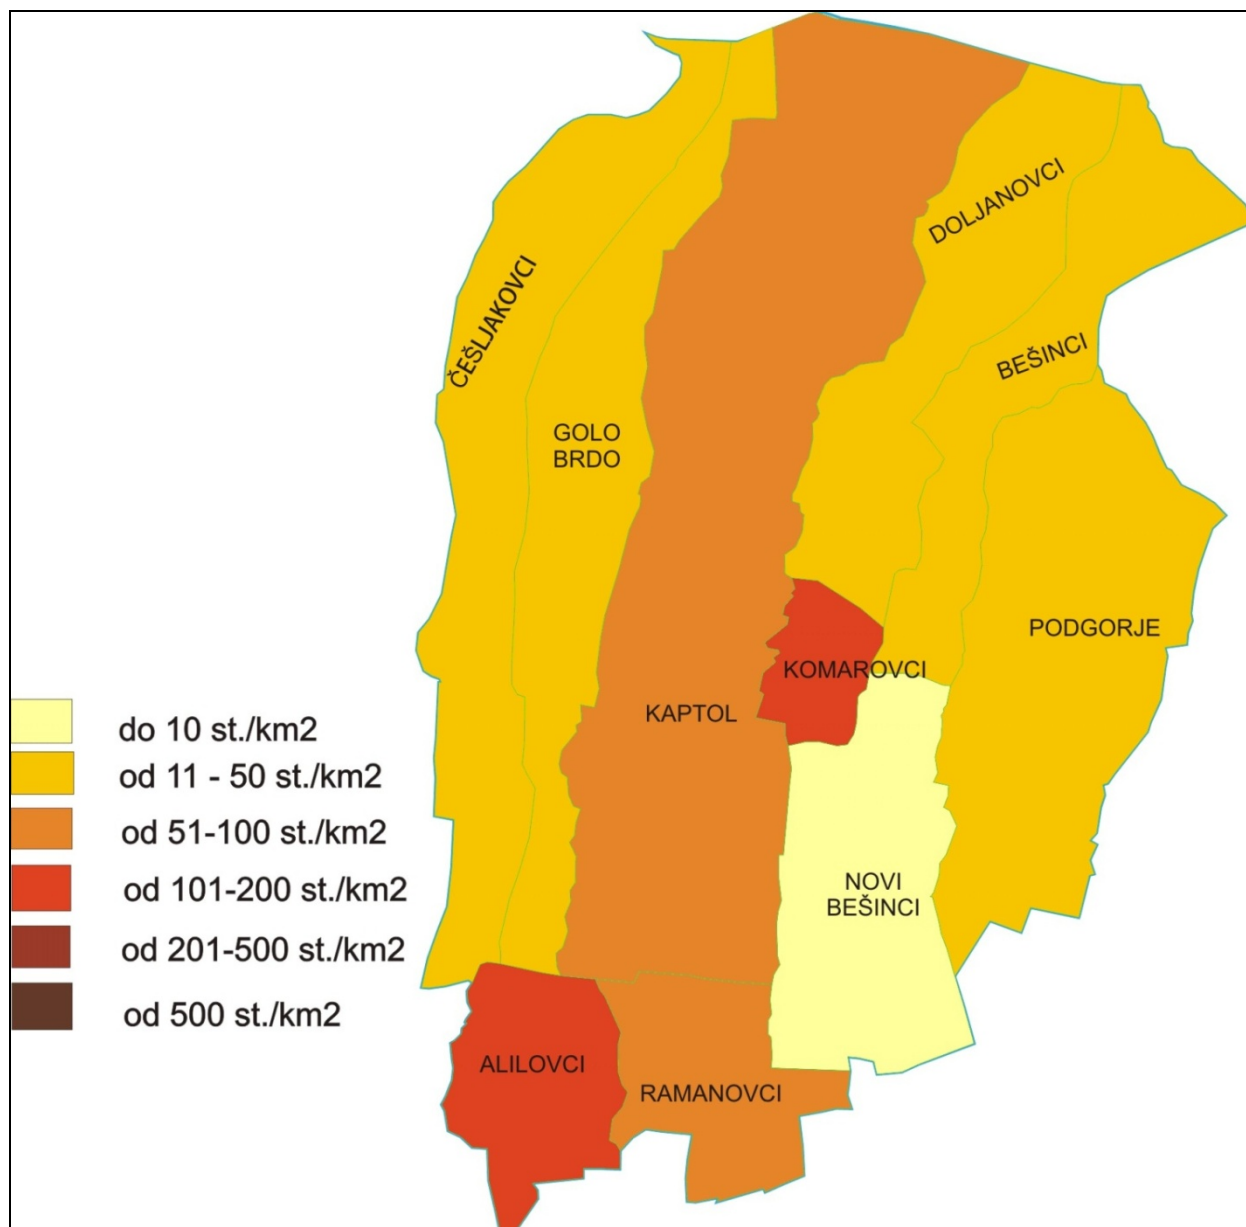 DOLJANOVCI
ČEŠLJAKOVCI
BEŠINCI
GOLO
BRDO
PODGORJE
KOMAROVCI
KAPTOL
NOVI
BEŠINCI
ALILOVCI
RAMANOVCI
do 10 st./km2
od 11 - 50 st./km2
od 51-100 st./km2
od 101-200 st./km2
od 201-500 st./km2
od 500 st./km2